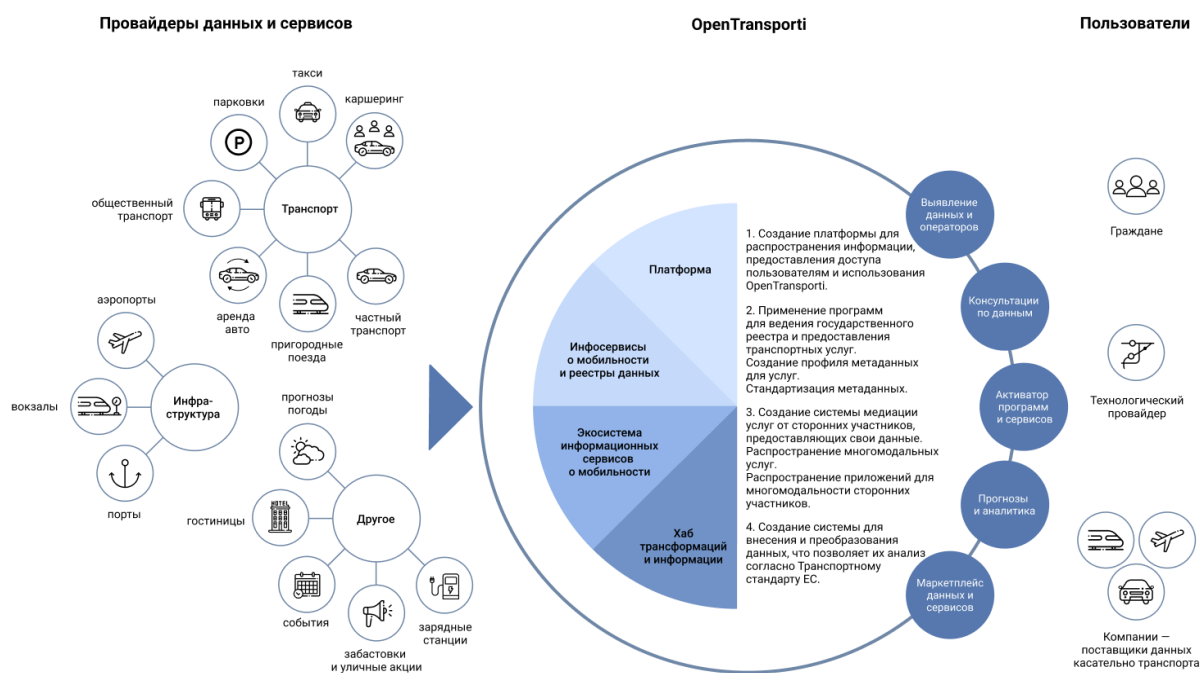 Провайдеры данных и сервисов
OpenTransporti
Пользователи
такси
парковки
каршеринг
P
общественный
транспорт
Транспорт
аренда
авто
пригородные
поезда
частный
транспорт
аэропорты
вокзалы
Инфра-
структура
порты
прогнозы
погоды
HOTEL
гостиницы
Другое
события
забастовки
и уличные акции
зарядные
станции
Платформа
Инфосервисы
о мобильности
и реестры данных
Экосистема
информационных
сервисов
о мобильности
Хаб
трансформаций
и информации
1. Создание платформы для
распространения информации,
предоставления доступа
пользователям и использования
OpenTransporti.
2. Применение программ
для ведения государственного
реестра и предоставления
транспортных услуг.
Создание профиля метаданных
для услуг.
Стандартизация метаданных.
3. Создание системы медиации
услуг от сторонних участников,
предоставляющих свои данные.
Распространение многомодальных
услуг.
Распространение приложений для
многомодальности сторонних
участников.
4. Создание системы для
внесения и преобразования
данных, что позволяет их анализ
согласно Транспортному
стандарту ЕС.
Выявление
данных и
операторов
Консультации
по данным
Активатор
программ
и сервисов
Прогнозы
и аналитика
Маркетплейс
данных и
сервисов
Граждане
Технологический
провайдер
Компании —
поставщики данных
касательно транспорта